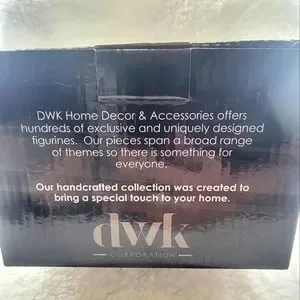 DWK Home Decor & Accessories offers
hundreds of exclusive and uniquely designed
figurines. Our pieces span a broad range
of themes so there is something for
everyone.
Our handcrafted collection was created to
bring a special touch to your home.
dwk
CORPORATION